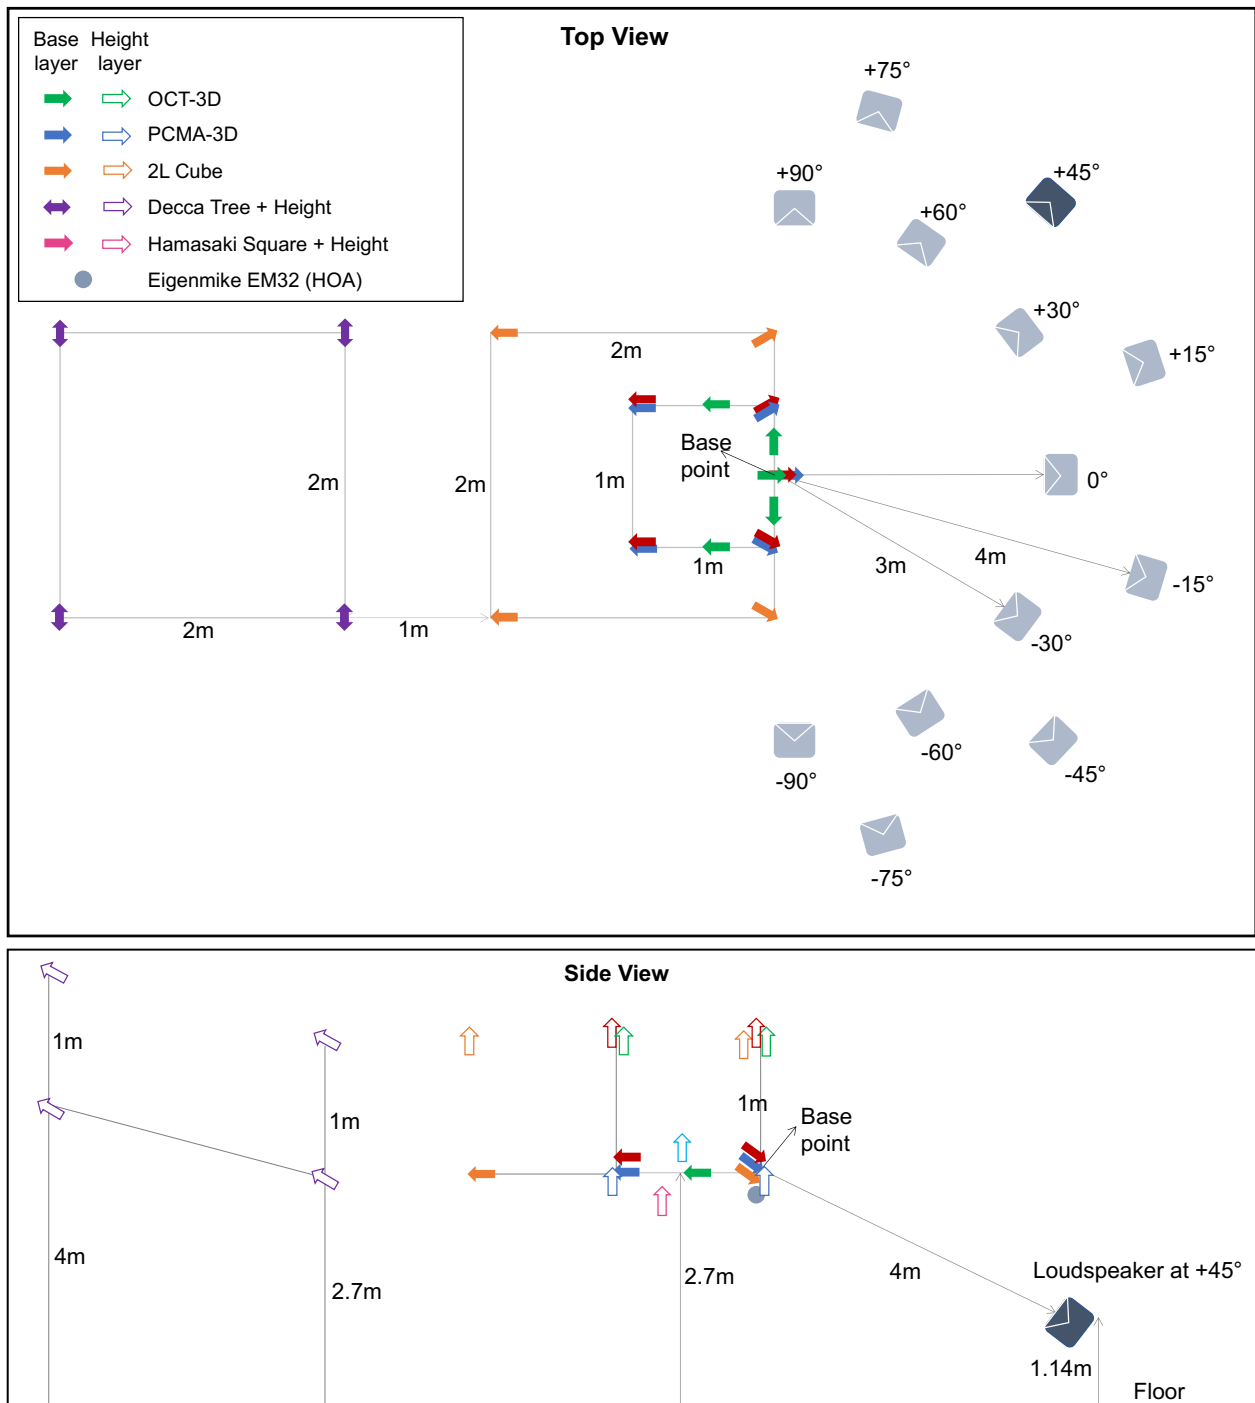 Top View
Base Height
layer layer
OCT-3D
PCMA-3D
2L Cube
Decca Tree + Height
Hamasaki Square + Height
Eigenmike EM32 (HOA)
+75°
+90°
+45°
+60°
+30°
+15°
2m
Base
point
2m
2m
1m
0°
1m
3m
4m
-15°
2m
1m
-30°
-60°
-45°
-90°
-75°
Side View
1m
1m
1m
Base
point
4m
2.7m
2.7m
4m
Loudspeaker at +45°
1.14m
Floor